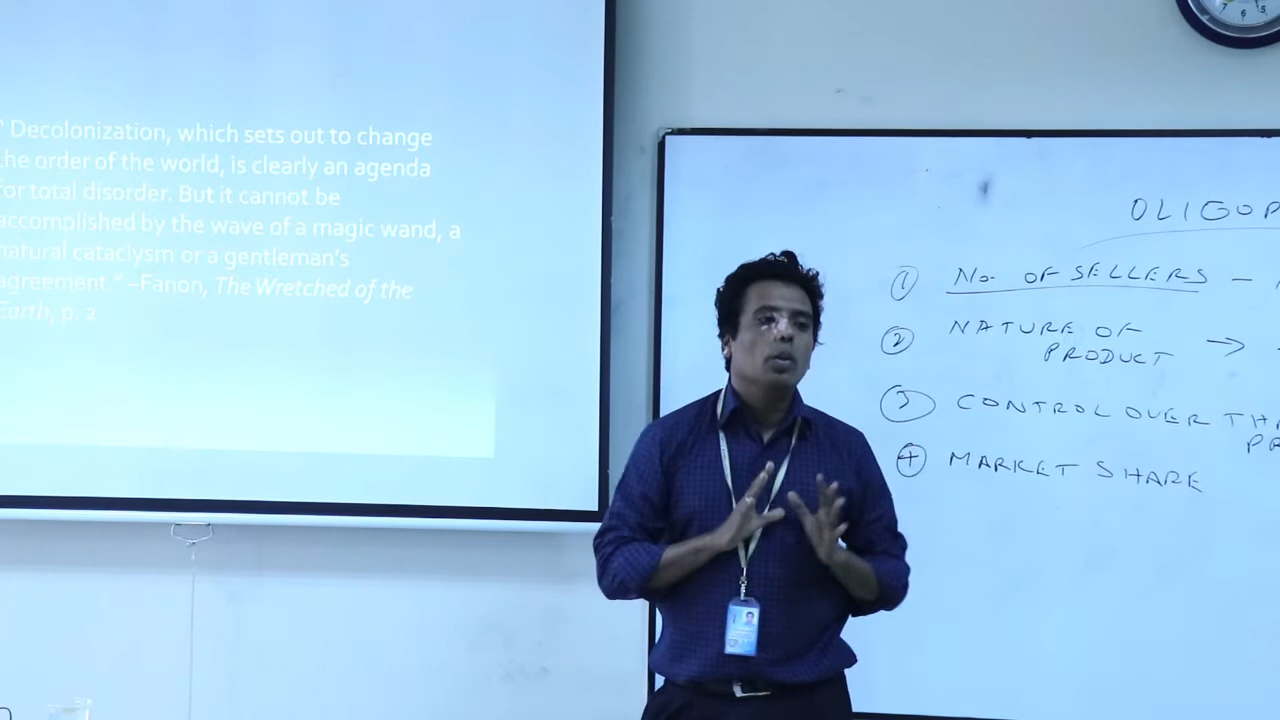 " Decolonization, which sets out to change
the order of the world, is clearly an agenda
for total disorder. But it cannot be
accomplished by the wave of a magic wand, a
natural cataclysm or a gentleman's
agreement." –Fanon, The Wretched of the
Earth, p. 2
OLIGOP
① No. OF SELLERS –
② NATURE OF
PRODUCT →
③ CONTROL OVER TH
PR
④ MARKET SHARE
7 6 5